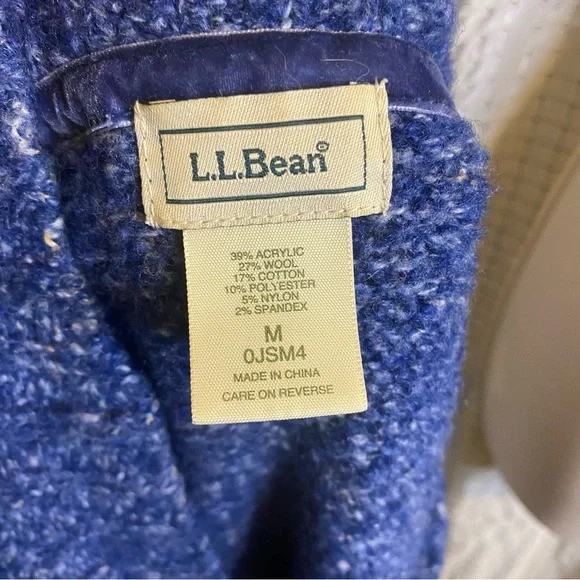 L.L.Bean®
39% ACRYLIC
27% WOOL
17% COTTON
10% POLYESTER
5% NYLON
2% SPANDEX
M
0JSM4
MADE IN CHINA
CARE ON REVERSE